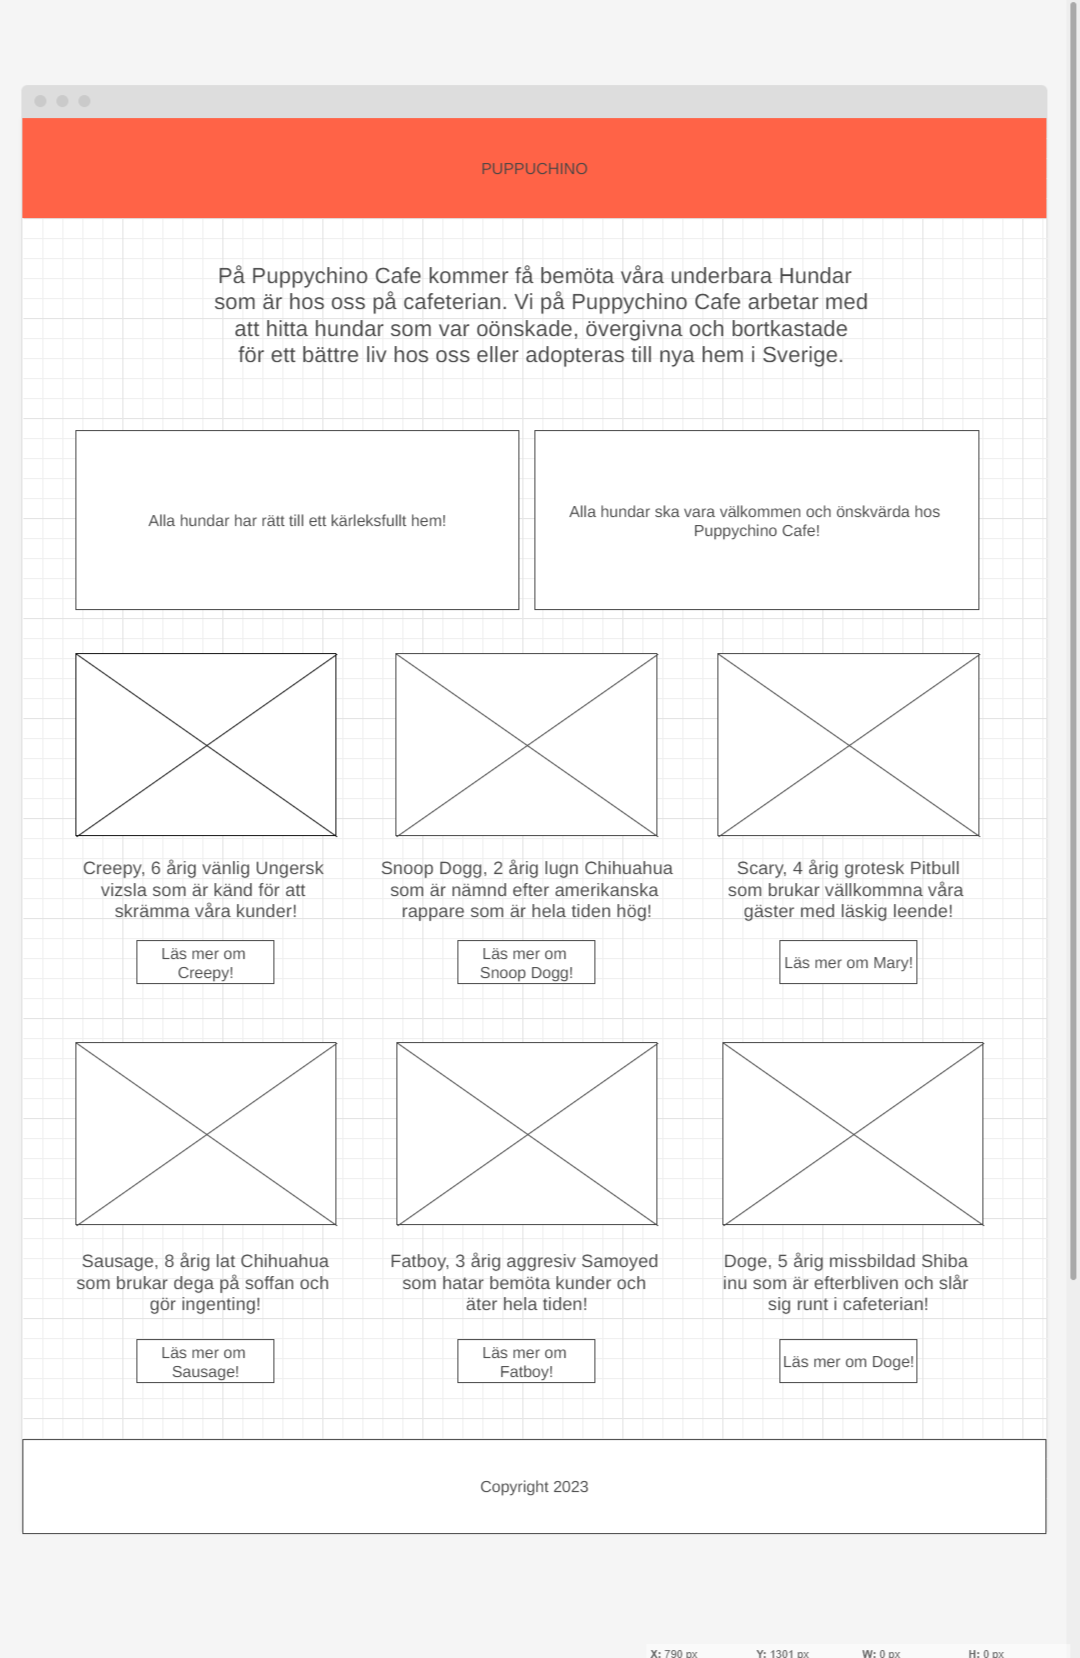 PUPPUCHINO
På Puppychino Cafe kommer få bemöta våra underbara Hundar
som är hos oss på cafeterian. Vi på Puppychino Cafe arbetar med
att hitta hundar som var oönskade, övergivna och bortkastade
för ett bättre liv hos oss eller adopteras till nya hem i Sverige.
Alla hundar har rätt till ett kärleksfullt hem!
Alla hundar ska vara välkommen och önskvärda hos
Puppychino Cafe!
Creepy, 6 årig vänlig Ungersk
vizsla som är känd för att
skrämma våra kunder!
Läs mer om
Creepy!
Snoop Dogg, 2 årig lugn Chihuahua
som är nämnd efter amerikanska
rappare som är hela tiden hög!
Läs mer om
Snoop Dogg!
Scary, 4 årig grotesk Pitbull
som brukar vällkommna våra
gäster med läskig leende!
Läs mer om Mary!
Sausage, 8 årig lat Chihuahua
som brukar dega på soffan och
gör ingenting!
Läs mer om
Sausage!
Fatboy, 3 årig aggresiv Samoyed
som hatar bemöta kunder och
äter hela tiden!
Läs mer om
Fatboy!
Doge, 5 årig missbildad Shiba
inu som är efterbliven och slår
sig runt i cafeterian!
Läs mer om Doge!
Copyright 2023
X: 790 px Y: 1301 px W: 0 px H: 0 px